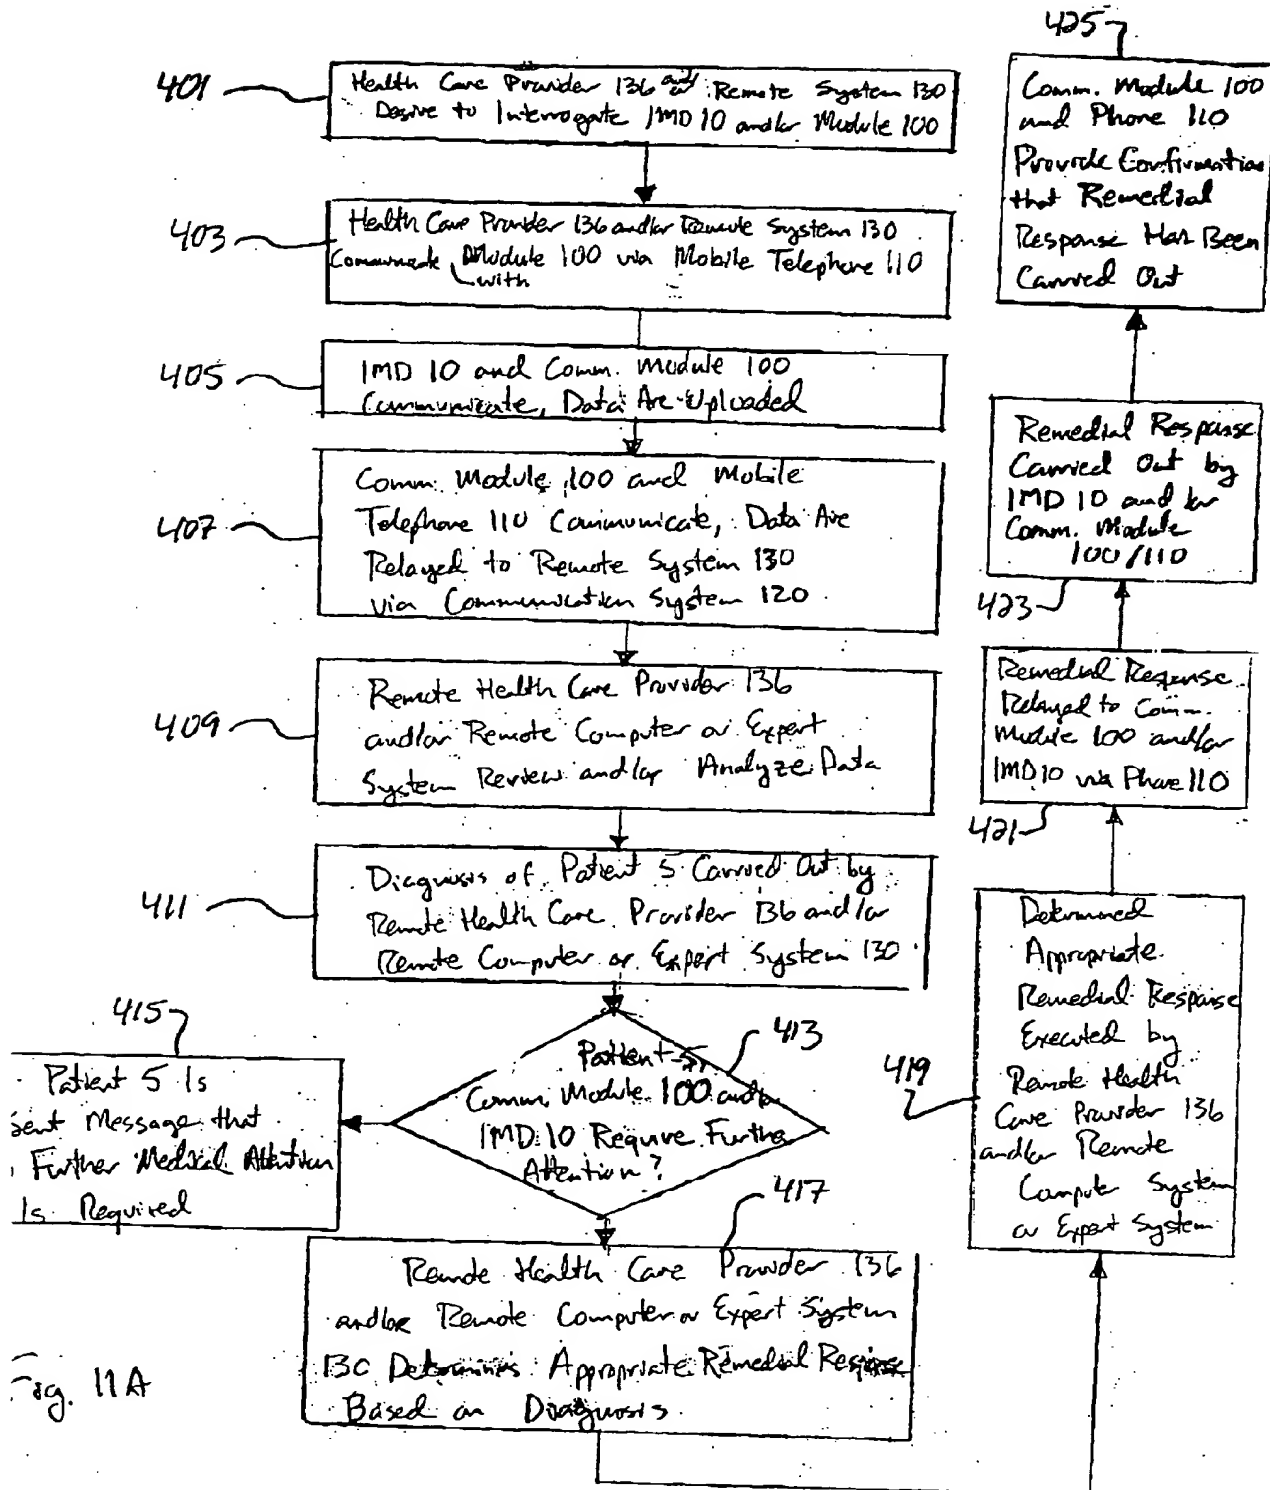 401
Health Care Provider 136 and/or Remote System 130
Desire to Interrogate IMD 10 and/or Module 100
403
Health Care Provider 136 and/or Remote System 130
Communicate with Module 100 via Mobile Telephone 110
405
IMD 10 and Comm. Module 100
Communicate, Data Are Uploaded
407
Comm. Module 100 and Mobile
Telephone 110 Communicate, Data Are
Relayed to Remote System 130
via Communication System 120
409
Remote Health Care Provider 136
and/or Remote Computer or Expert
System Review and/or Analyze Data
411
Diagnosis of Patient 5 Carried Out by
Remote Health Care Provider 136 and/or
Remote Computer or Expert System 130
413
Patient 5,
Comm. Module 100 and/or
IMD 10 Require Further
Attention?
415
Patient 5 Is
Sent Message that
Further Medical Attention
Is Required
417
Remote Health Care Provider 136
and/or Remote Computer or Expert System
130 Determines Appropriate Remedial Response
Based on Diagnosis
419
Determined
Appropriate
Remedial Response
Executed by
Remote Health
Care Provider 136
and/or Remote
Computer System
or Expert System
421
Remedial Response
Relayed to Comm.
Module 100 and/or
IMD 10 via Phone 110
423
Remedial Response
Carried Out by
IMD 10 and/or
Comm. Module
100/110
425
Comm. Module 100
and Phone 110
Provide Confirmation
that Remedial
Response Has Been
Carried Out
Fig. 11A